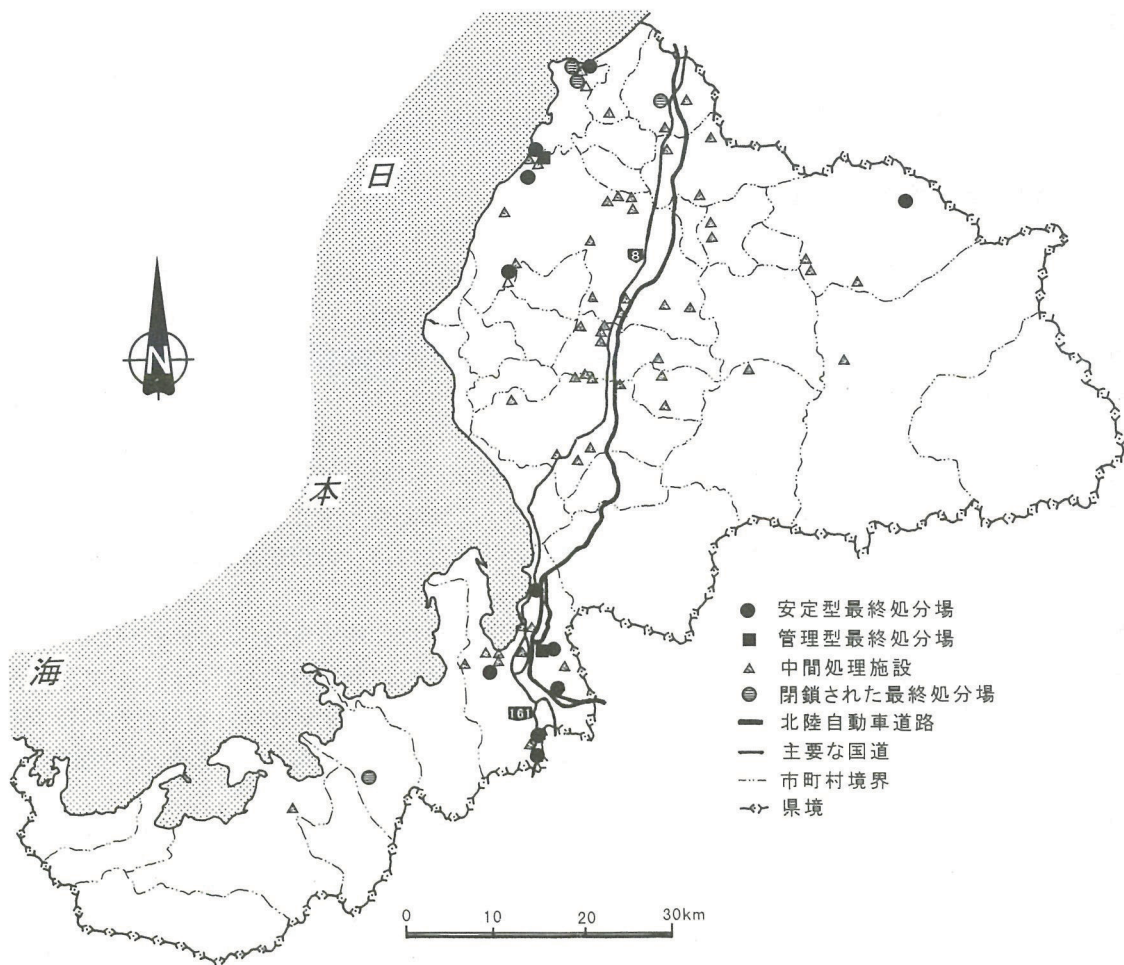 日
本
海
N
8
161
安定型最終処分場
管理型最終処分場
中間処理施設
閉鎖された最終処分場
北陸自動車道路
主要な国道
市町村境界
県境
0 10 20 30km